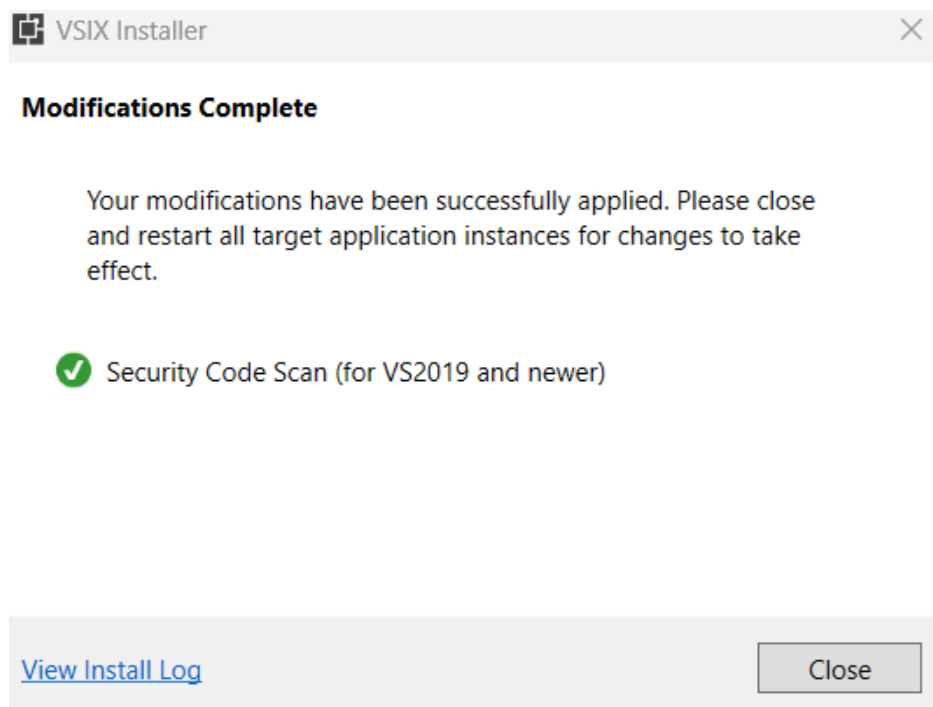 VSIX Installer
Modifications Complete
Your modifications have been successfully applied. Please close
and restart all target application instances for changes to take
effect.
Security Code Scan (for VS2019 and newer)
View Install Log
Close